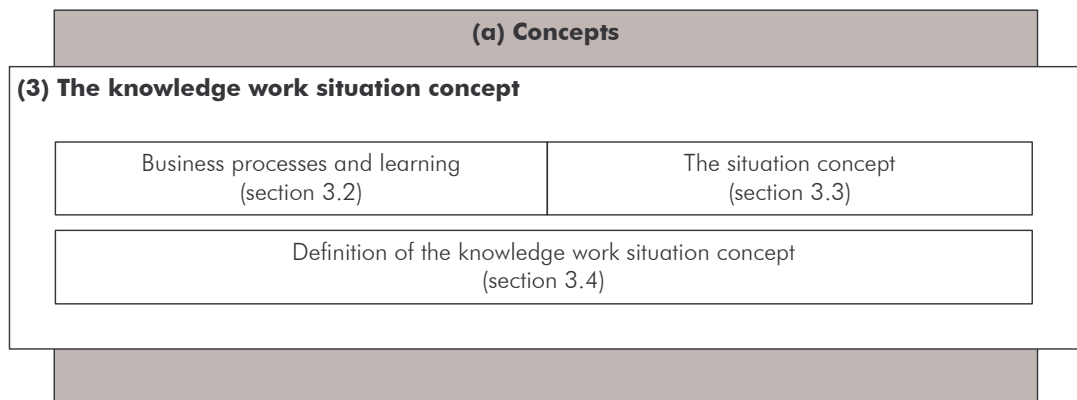 (a) Concepts
(3) The knowledge work situation concept
Business processes and learning
(section 3.2)
The situation concept
(section 3.3)
Definition of the knowledge work situation concept
(section 3.4)